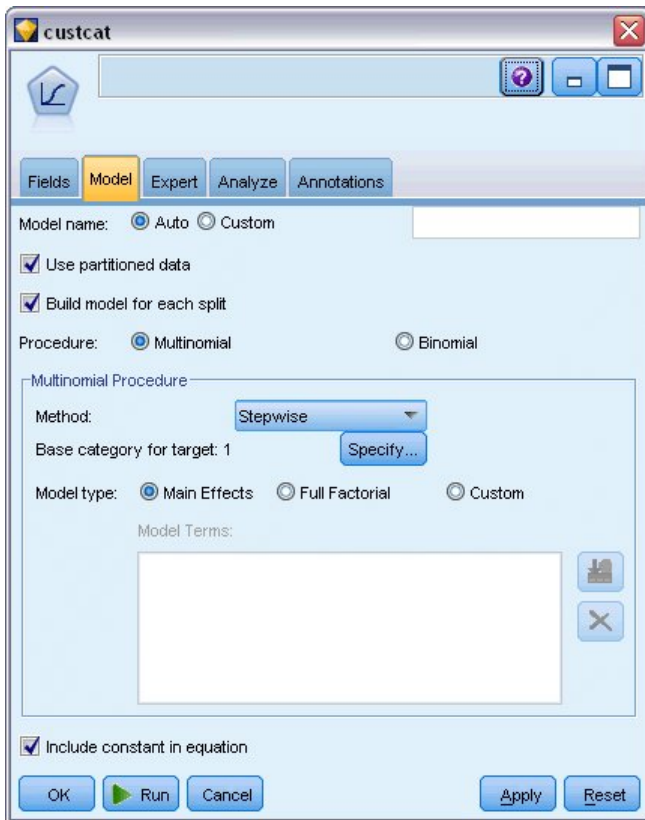 custcat
?
Fields Model Expert Analyze Annotations
Model name: Auto Custom
Use partitioned data
Build model for each split
Procedure: Multinomial Binomial
Multinomial Procedure
Method: Stepwise
Base category for target: 1 Specify...
Model type: Main Effects Full Factorial Custom
Model Terms:
Include constant in equation
OK Run Cancel Apply Reset